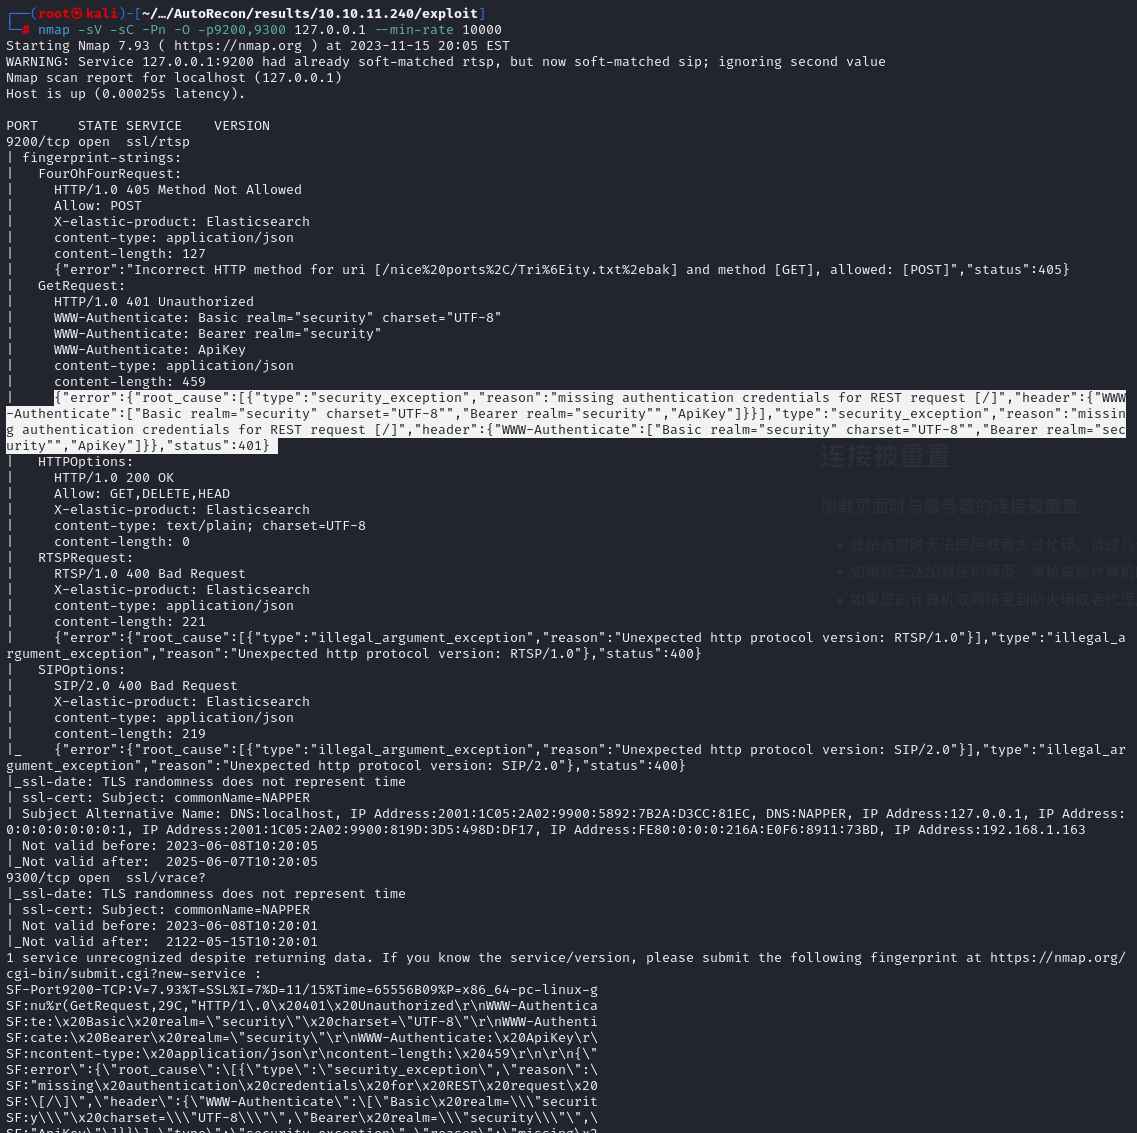 ┌──(root㉿kali)-[~/…/AutoRecon/results/10.10.11.240/exploit]
└─# nmap -sV -sC -Pn -O -p9200,9300 127.0.0.1 --min-rate 10000
Starting Nmap 7.93 ( https://nmap.org ) at 2023-11-15 20:05 EST
WARNING: Service 127.0.0.1:9200 had already soft-matched rtsp, but now soft-matched sip; ignoring second value
Nmap scan report for localhost (127.0.0.1)
Host is up (0.00025s latency).
PORT     STATE SERVICE    VERSION
9200/tcp open  ssl/rtsp
| fingerprint-strings:
|   FourOhFourRequest:
|     HTTP/1.0 405 Method Not Allowed
|     Allow: POST
|     X-elastic-product: Elasticsearch
|     content-type: application/json
|     content-length: 127
|     {"error":"Incorrect HTTP method for uri [/nice%20ports%2C/Tri%6Eity.txt%2ebak] and method [GET], allowed: [POST]","status":405}
|   GetRequest:
|     HTTP/1.0 401 Unauthorized
|     WWW-Authenticate: Basic realm="security" charset="UTF-8"
|     WWW-Authenticate: Bearer realm="security"
|     WWW-Authenticate: ApiKey
|     content-type: application/json
|     content-length: 459
|     {"error":{"root_cause":[{"type":"security_exception","reason":"missing authentication credentials for REST request [/]","header":{"WWW
-Authenticate":["Basic realm="security" charset="UTF-8"","Bearer realm="security"","ApiKey"]}}],"type":"security_exception","reason":"missin
g authentication credentials for REST request [/]","header":{"WWW-Authenticate":["Basic realm="security" charset="UTF-8"","Bearer realm="sec
urity"","ApiKey"]}},"status":401}
|   HTTPOptions:
连接被重置
|     HTTP/1.0 200 OK
|     Allow: GET,DELETE,HEAD
|     X-elastic-product: Elasticsearch
加载页面时与服务器的连接被重置。
|     content-type: text/plain; charset=UTF-8
|     content-length: 0
• 此站点暂时无法使用或者太过忙碌。请过几
|   RTSPRequest:
|     RTSP/1.0 400 Bad Request
• 如果您无法加载任何网页，请检查您计算机
|     X-elastic-product: Elasticsearch
|     content-type: application/json
• 如果您的计算机或网络受到防火墙或者代理
|     content-length: 221
|     {"error":{"root_cause":[{"type":"illegal_argument_exception","reason":"Unexpected http protocol version: RTSP/1.0"}],"type":"illegal_a
rgument_exception","reason":"Unexpected http protocol version: RTSP/1.0"},"status":400}
|   SIPOptions:
|     SIP/2.0 400 Bad Request
|     X-elastic-product: Elasticsearch
|     content-type: application/json
|     content-length: 219
|_    {"error":{"root_cause":[{"type":"illegal_argument_exception","reason":"Unexpected http protocol version: SIP/2.0"}],"type":"illegal_ar
gument_exception","reason":"Unexpected http protocol version: SIP/2.0"},"status":400}
|_ssl-date: TLS randomness does not represent time
| ssl-cert: Subject: commonName=NAPPER
| Subject Alternative Name: DNS:localhost, IP Address:2001:1C05:2A02:9900:5892:7B2A:D3CC:81EC, DNS:NAPPER, IP Address:127.0.0.1, IP Address:
0:0:0:0:0:0:0:1, IP Address:2001:1C05:2A02:9900:819D:3D5:498D:DF17, IP Address:FE80:0:0:0:216A:E0F6:8911:73BD, IP Address:192.168.1.163
| Not valid before: 2023-06-08T10:20:05
|_Not valid after:  2025-06-07T10:20:05
9300/tcp open  ssl/vrace?
|_ssl-date: TLS randomness does not represent time
| ssl-cert: Subject: commonName=NAPPER
| Not valid before: 2023-06-08T10:20:01
|_Not valid after:  2122-05-15T10:20:01
1 service unrecognized despite returning data. If you know the service/version, please submit the following fingerprint at https://nmap.org/
cgi-bin/submit.cgi?new-service :
SF-Port9200-TCP:V=7.93%T=SSL%I=7%D=11/15%Time=65556B09%P=x86_64-pc-linux-g
SF:nu%r(GetRequest,29C,"HTTP/1\.0\x20401\x20Unauthorized\r\nWWW-Authentica
SF:te:\x20Basic\x20realm=\"security\"\x20charset=\"UTF-8\"\r\nWWW-Authenti
SF:cate:\x20Bearer\x20realm=\"security\"\r\nWWW-Authenticate:\x20ApiKey\r\
SF:ncontent-type:\x20application/json\r\ncontent-length:\x20459\r\n\r\n{\"
SF:error\":{\"root_cause\":\[{\"type\":\"security_exception\",\"reason\":\
SF:"missing\x20authentication\x20credentials\x20for\x20REST\x20request\x20
SF:\[/\]\",\"header\":{\"WWW-Authenticate\":\[\"Basic\x20realm=\\\"securit
SF:y\\\"\x20charset=\\\"UTF-8\\\"\",\"Bearer\x20realm=\\\"security\\\"\",\
SF:"ApiKey\"\]}}\],\"type\":\"security_exception\",\"reason\":\"missing\x2